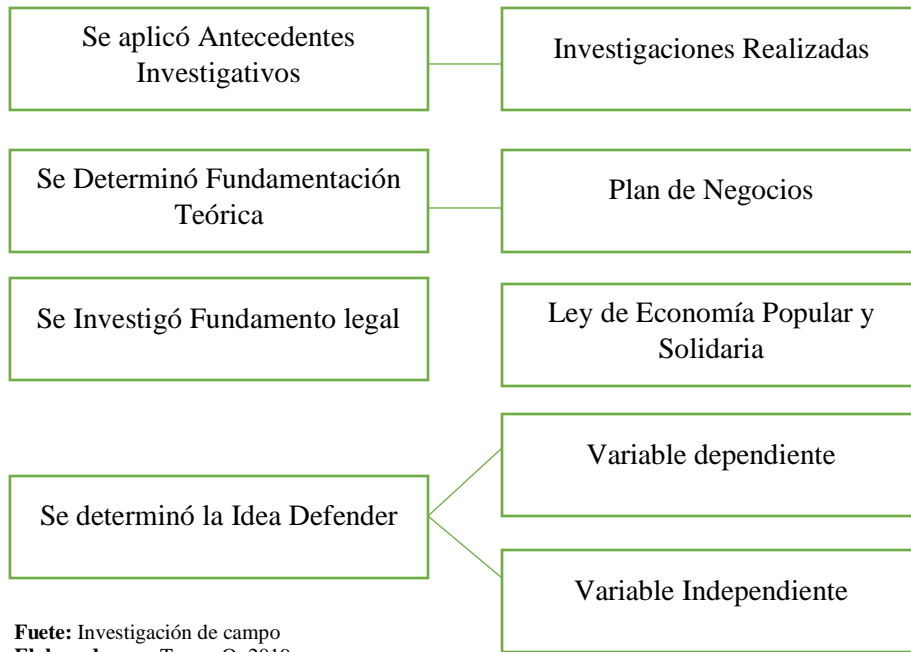 Se aplicó Antecedentes
Investigativos
Investigaciones Realizadas
Se Determinó Fundamentación
Teórica
Plan de Negocios
Se Investigó Fundamento legal
Ley de Economía Popular y
Solidaria
Variable dependiente
Se determinó la Idea Defender
Variable Independiente
Fuete: Investigación de campo